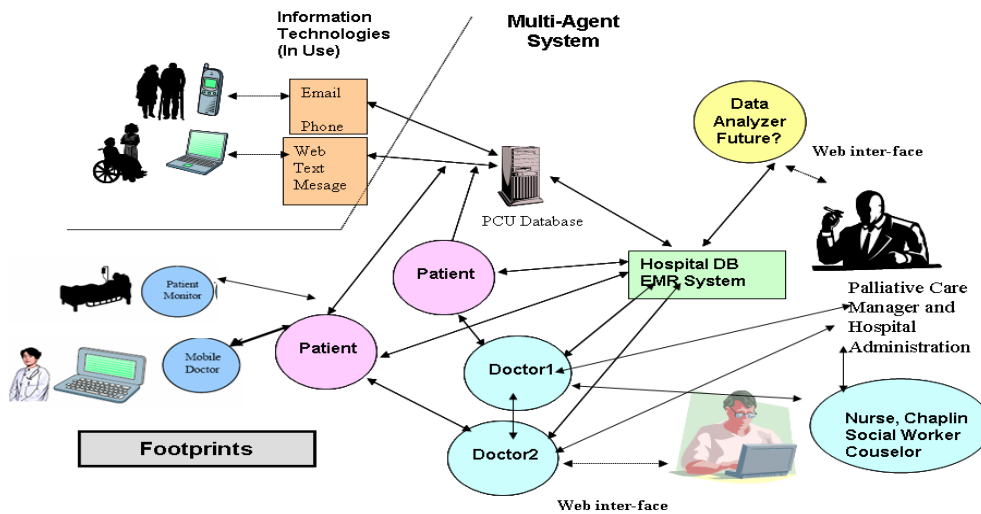 Information
Technologies
(In Use)
Multi-Agent
System
Email
Phone
Web
Text
Mesage
Data
Analyzer
Future?
Web inter-face
PCU Database
Patient
Hospital DB
EMR System
Patient
Monitor
Mobile
Doctor
Patient
Doctor1
Doctor2
Palliative Care
Manager and
Hospital
Administration
Nurse, Chaplin
Social Worker
Couselor
Footprints
Web inter-face